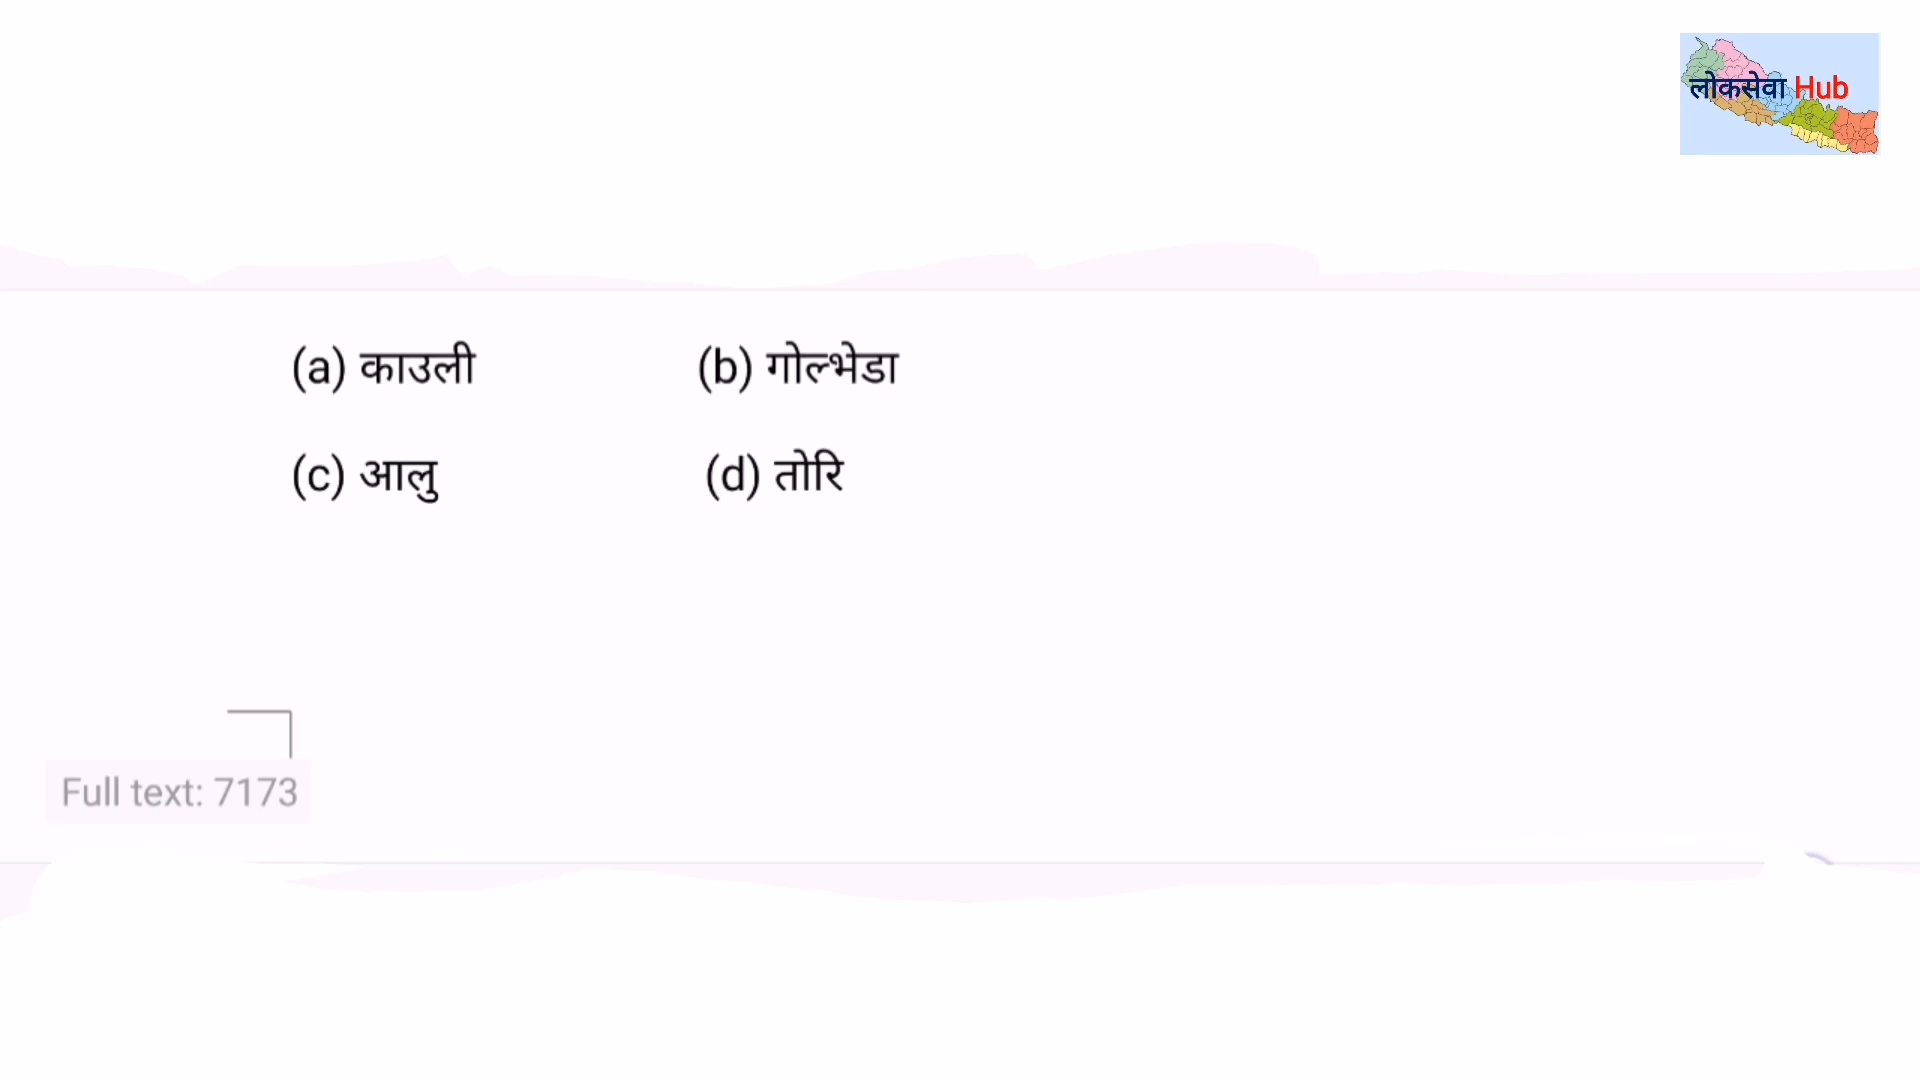 लोकसेवा Hub
(a) काउली (b) गोल्भेडा
(c) आलु (d) तोरि
Full text: 7173